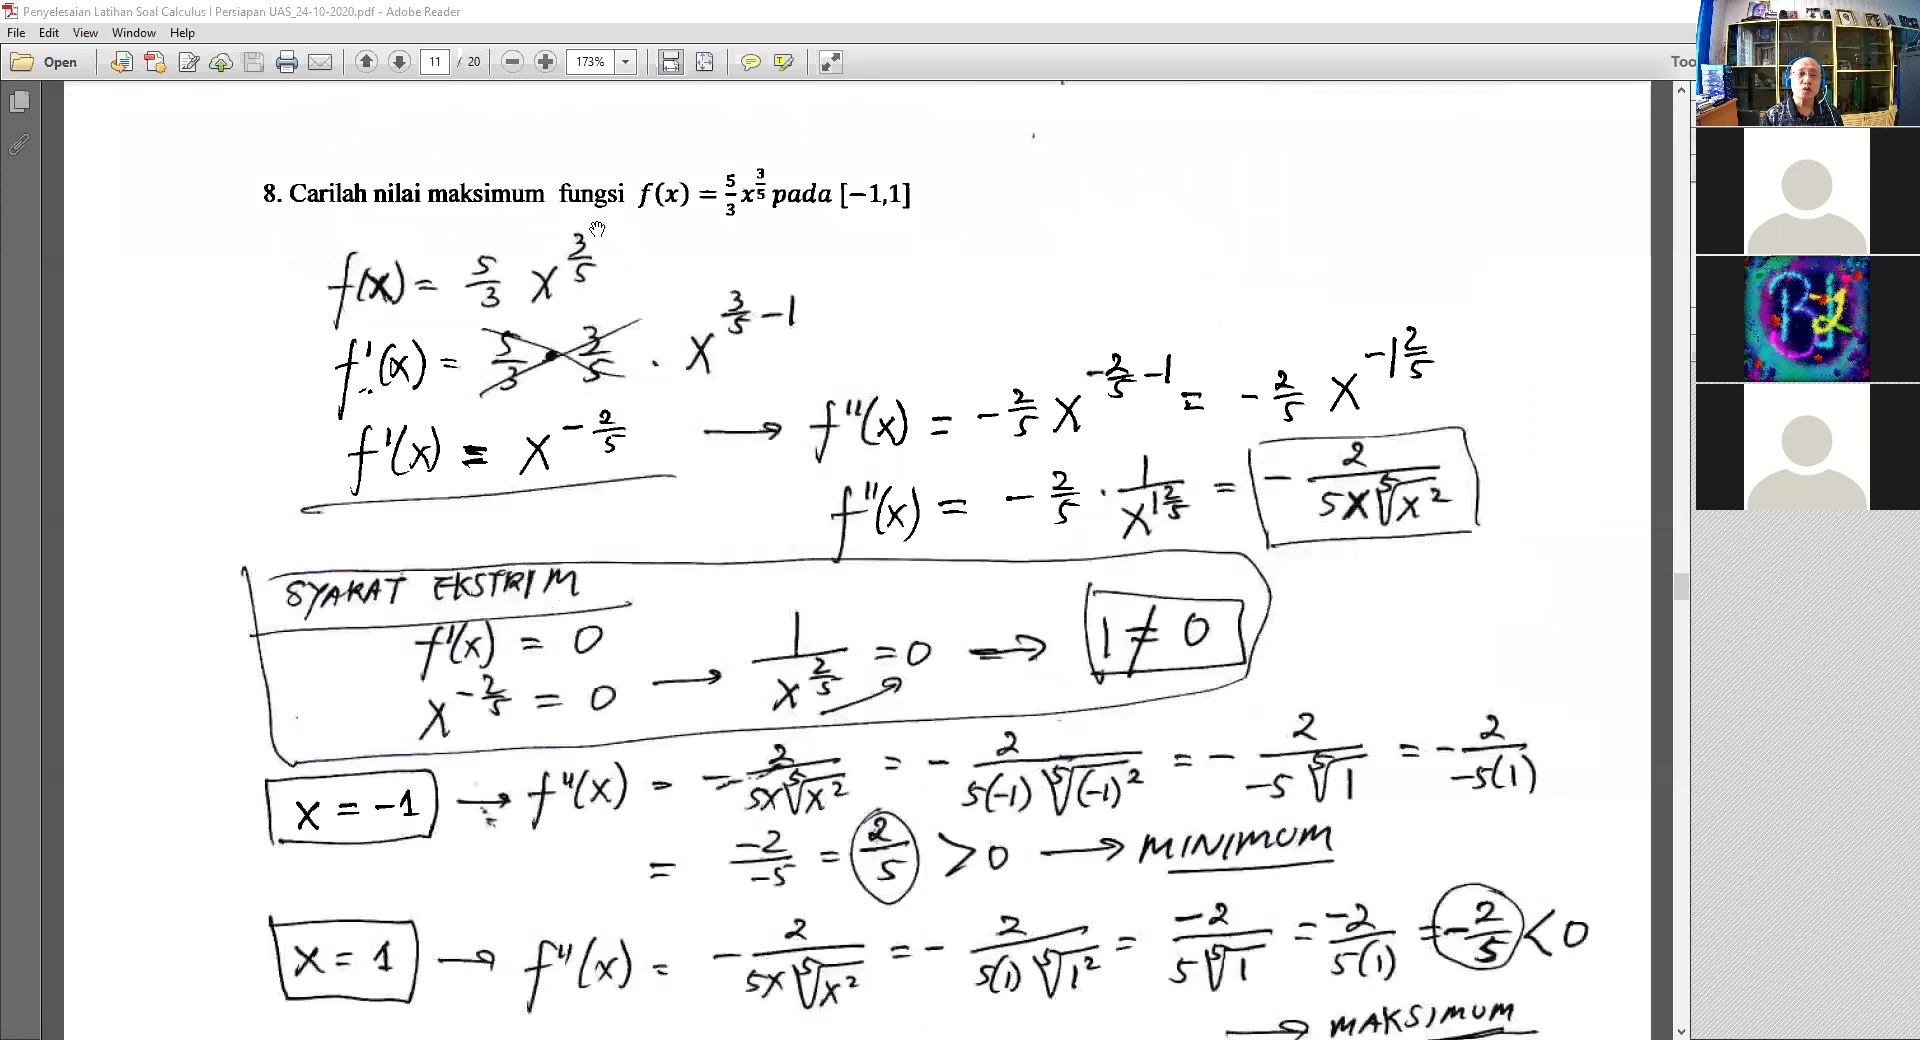 Penyelesaian Latihan Soal Calculus I Persiapan UAS_24-10-2020.pdf - Adobe Reader
File Edit View Window Help
Open 11 / 20 173% Too
8. Carilah nilai maksimum fungsi f(x) = 5/3 x^(3/5) pada [−1,1]
f(x) = 5/3 x^(3/5)
f'(x) = 5/3 · 3/5 · x^(3/5 − 1)
f'(x) = x^(−2/5) → f''(x) = −2/5 x^(−2/5 − 1) = −2/5 x^(−1 2/5)
f''(x) = −2/5 · 1/x^(1 2/5) = −2/(5x ⁵√x²)
SYARAT EKSTRIM
f'(x) = 0
x^(−2/5) = 0 → 1/x^(2/5) = 0 ⇒ 1 ≠ 0
x = −1 → f''(x) = −2/(5x ⁵√x²) = −2/(5(−1) ⁵√(−1)²) = −2/(−5 ⁵√1) = −2/(−5(1))
= −2/−5 = 2/5 > 0 → MINIMUM
x = 1 → f''(x) = −2/(5x ⁵√x²) = −2/(5(1) ⁵√1²) = −2/(5 ⁵√1) = −2/(5(1)) = −2/5 < 0
→ MAKSIMUM